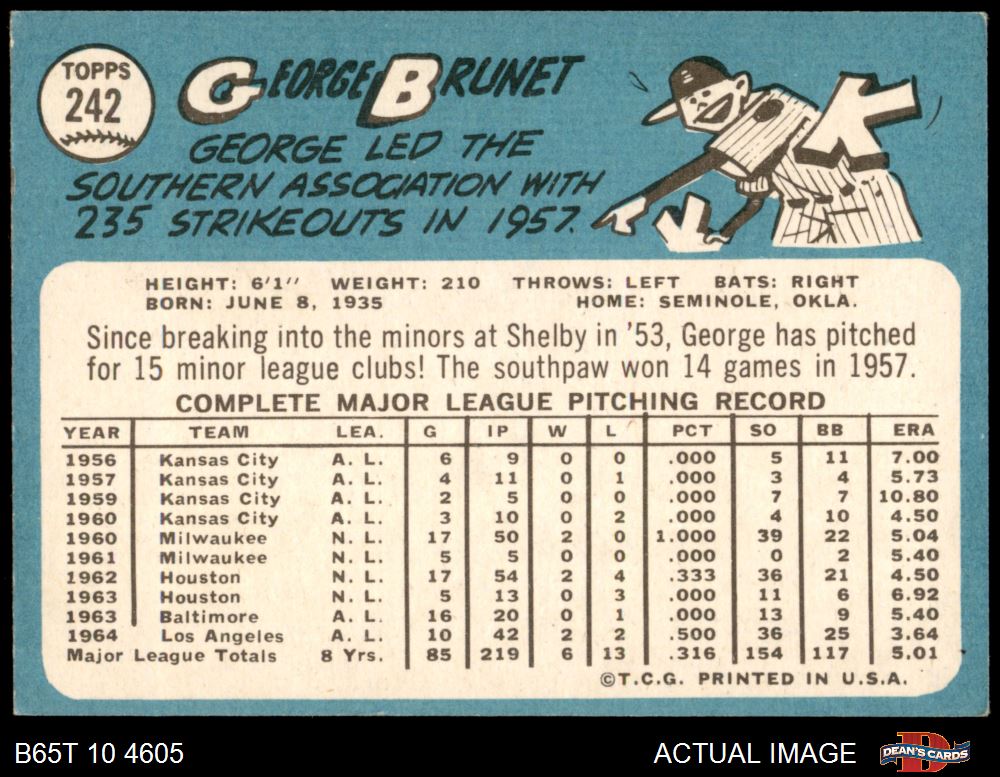 TOPPS
242
GEORGE BRUNET
GEORGE LED THE
SOUTHERN ASSOCIATION WITH
235 STRIKEOUTS IN 1957.
K
HEIGHT: 6'1" WEIGHT: 210 THROWS: LEFT BATS: RIGHT
BORN: JUNE 8, 1935 HOME: SEMINOLE, OKLA.
Since breaking into the minors at Shelby in '53, George has pitched
for 15 minor league clubs! The southpaw won 14 games in 1957.
COMPLETE MAJOR LEAGUE PITCHING RECORD
YEAR TEAM LEA. G IP W L PCT SO BB ERA
1956 Kansas City A. L. 6 9 0 0 .000 5 11 7.00
1957 Kansas City A. L. 4 11 0 1 .000 3 4 5.73
1959 Kansas City A. L. 2 5 0 0 .000 7 7 10.80
1960 Kansas City A. L. 3 10 0 2 .000 4 10 4.50
1960 Milwaukee N. L. 17 50 2 0 1.000 39 22 5.04
1961 Milwaukee N. L. 5 5 0 0 .000 0 2 5.40
1962 Houston N. L. 17 54 2 4 .333 36 21 4.50
1963 Houston N. L. 5 13 0 3 .000 11 6 6.92
1963 Baltimore A. L. 16 20 0 1 .000 13 9 5.40
1964 Los Angeles A. L. 10 42 2 2 .500 36 25 3.64
Major League Totals 8 Yrs. 85 219 6 13 .316 154 117 5.01
©T.C.G. PRINTED IN U.S.A.
B65T 10 4605 ACTUAL IMAGE DEAN'S CARDS